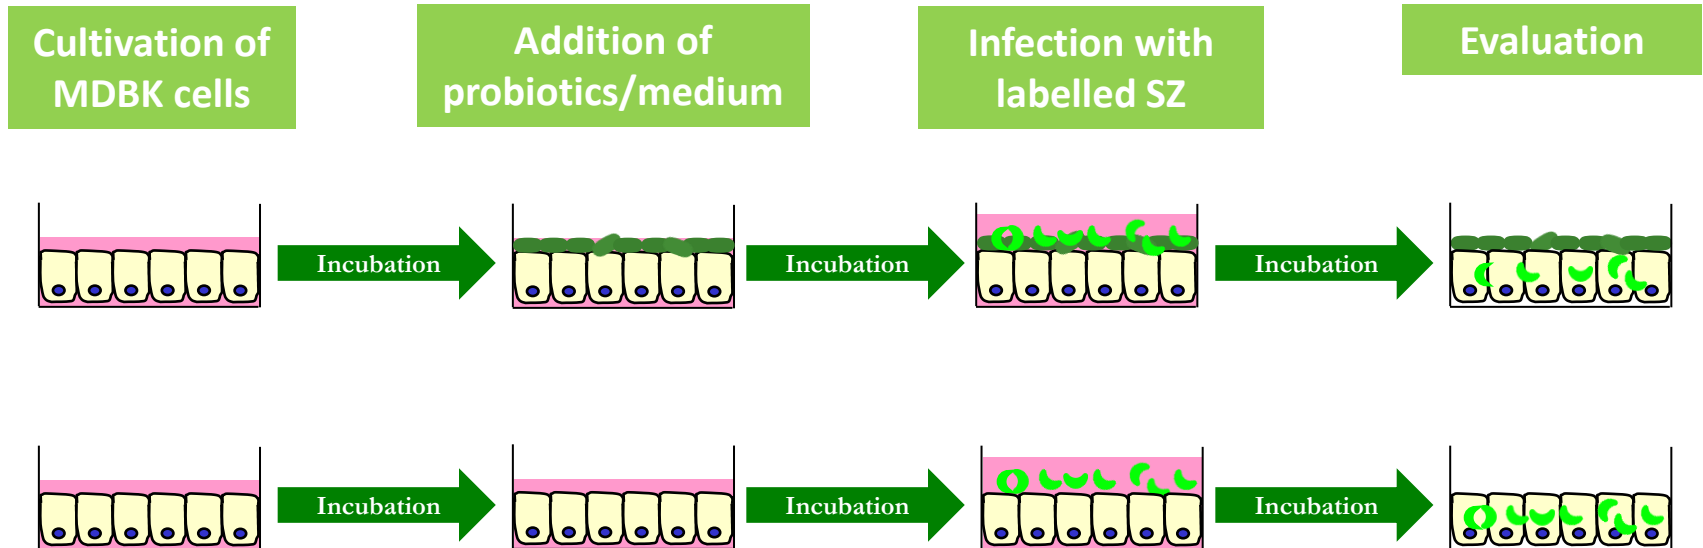 Cultivation of
MDBK cells
Addition of
probiotics/medium
Infection with
labelled SZ
Evaluation
Incubation
Incubation
Incubation
Incubation
Incubation
Incubation